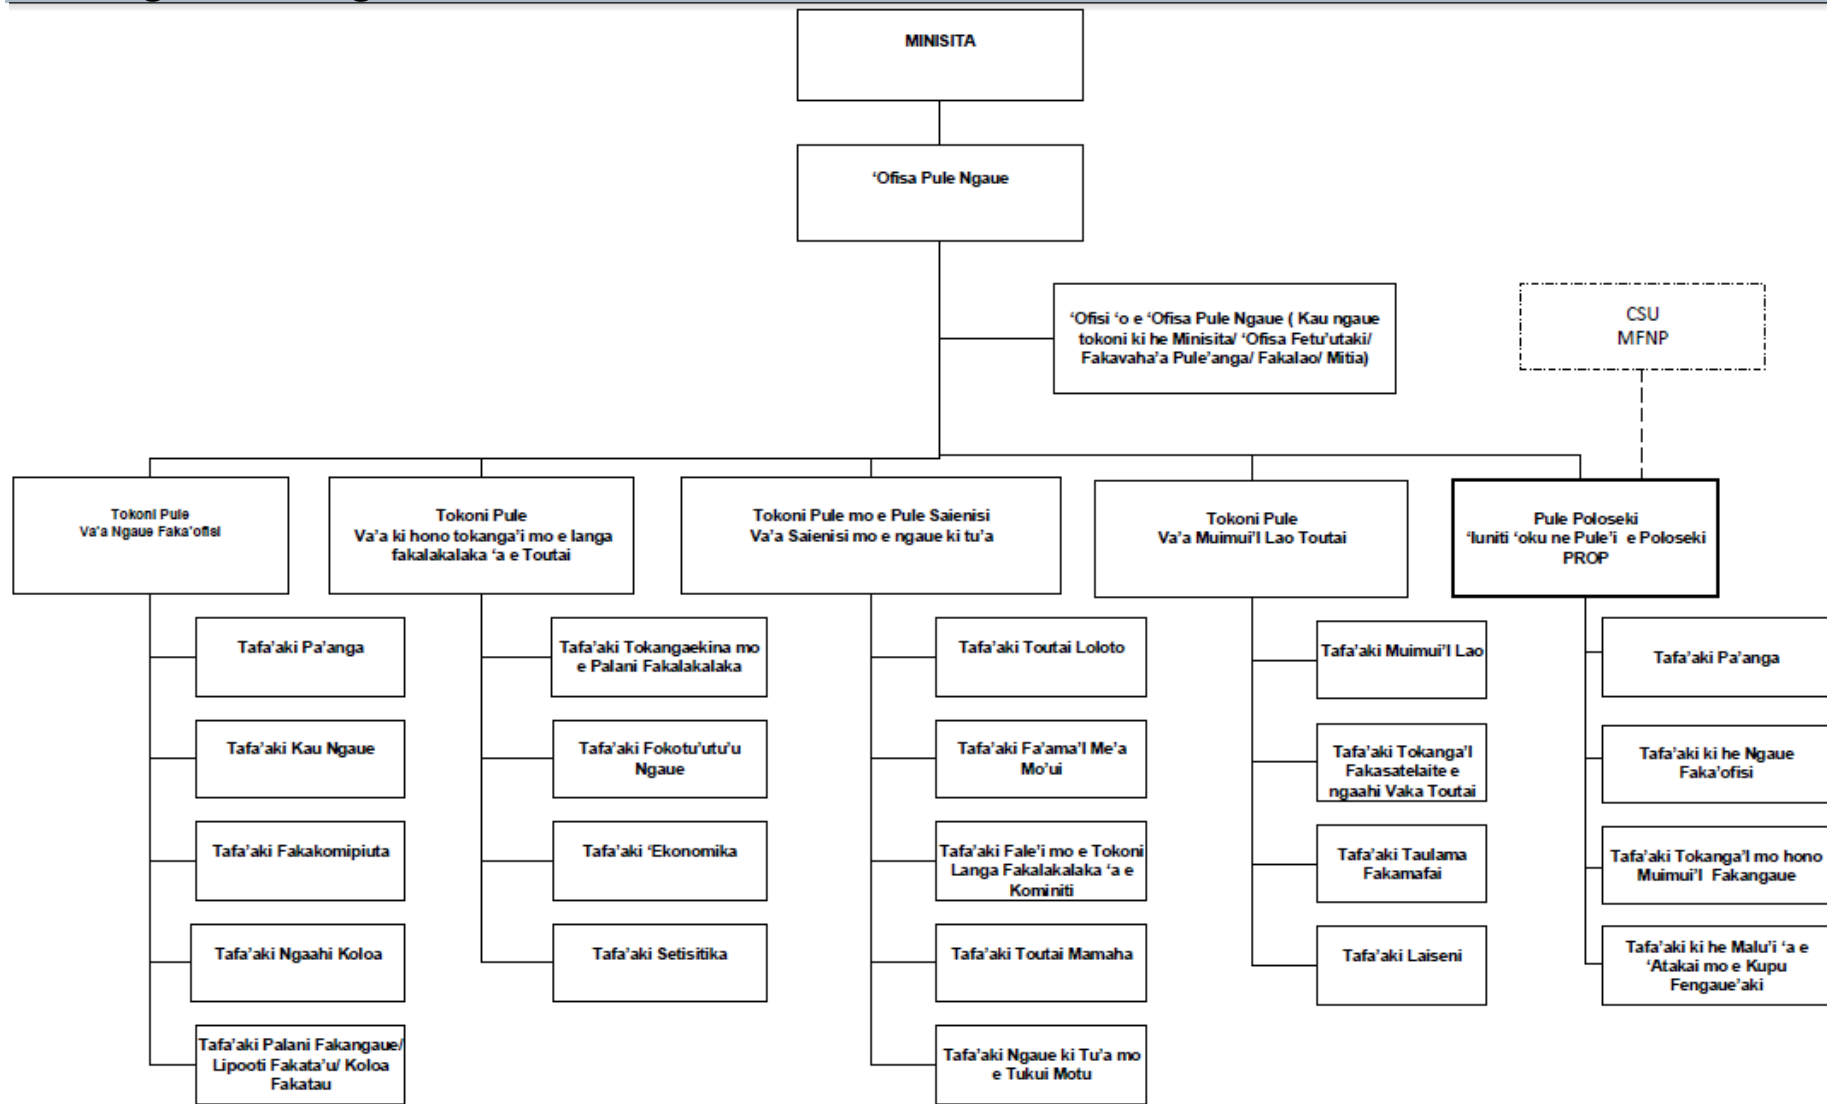 MINISITA
‘Ofisa Pule Ngaue
‘Ofisi ‘o e ‘Ofisa Pule Ngaue ( Kau ngaue
tokoni ki he Minisita/ ‘Ofisa Fetu’utaki/
Fakavaha’a Pule’anga/ Fakalao/ Mitia)
CSU
MFNP
Tokoni Pule
Va’a Ngaue Faka’ofisi
Tafa’aki Pa’anga
Tafa’aki Kau Ngaue
Tafa’aki Fakakomipiuta
Tafa’aki Ngaahi Koloa
Tafa’aki Palani Fakangaue/
Lipooti Fakata’u/ Koloa
Fakatau
Tokoni Pule
Va’a ki hono tokanga’i mo e langa
fakalakalaka ‘a e Toutai
Tafa’aki Tokangaekina mo
e Palani Fakalakalaka
Tafa’aki Fokotu’utu’u
Ngaue
Tafa’aki ‘Ekonomika
Tafa’aki Setisitika
Tokoni Pule mo e Pule Saienisi
Va’a Saienisi mo e ngaue ki tu’a
Tafa’aki Toutai Loloto
Tafa’aki Fa’ama’I Me’a
Mo’ui
Tafa’aki Fale’i mo e Tokoni
Langa Fakalakalaka ‘a e
Kominiti
Tafa’aki Toutai Mamaha
Tafa’aki Ngaue ki Tu’a mo
e Tukui Motu
Tokoni Pule
Va’a Muimui’I Lao Toutai
Tafa’aki Muimui’I Lao
Tafa’aki Tokanga’I
Fakasatelaite e
ngaahi Vaka Toutai
Tafa’aki Taulama
Fakamafai
Tafa’aki Laiseni
Pule Poloseki
‘Iuniti ‘oku ne Pule’i e Poloseki
PROP
Tafa’aki Pa’anga
Tafa’aki ki he Ngaue
Faka’ofisi
Tafa’aki Tokanga’I mo hono
Muimui’I Fakangaue
Tafa’aki ki he Malu’i ‘a e
‘Atakai mo e Kupu
Fengaue’aki